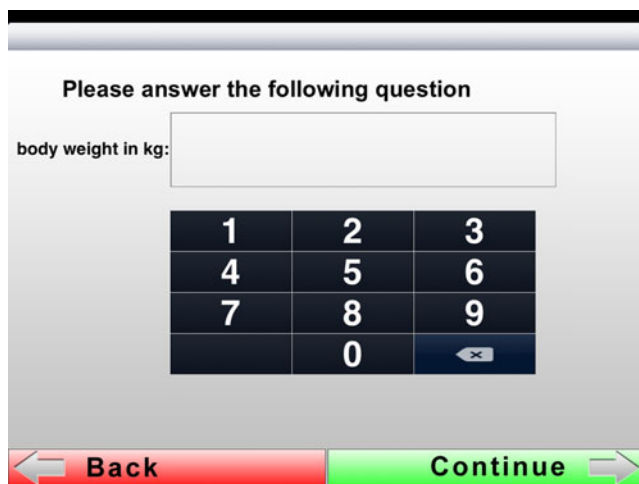 Please answer the following question
body weight in kg:
1 2 3
4 5 6
7 8 9
0
Back Continue